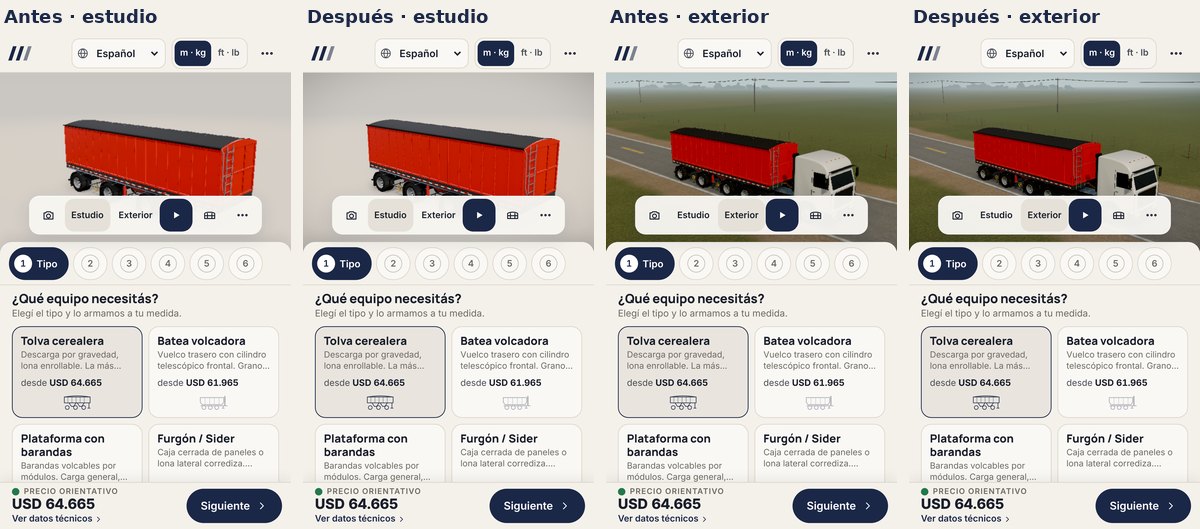 Antes · estudio
Español
m · kg
ft · lb
Estudio
Exterior
1 Tipo
2
3
4
5
6
¿Qué equipo necesitás?
Elegí el tipo y lo armamos a tu medida.
Tolva cerealera
Descarga por gravedad,
lona enrollable. La más...
desde USD 64.665
Batea volcadora
Vuelco trasero con cilindro
telescópico frontal. Grano...
desde USD 61.965
Plataforma con
barandas
Barandas volcables por
módulos. Carga general,...
Furgón / Sider
Caja cerrada de paneles o
lona lateral corrediza....
PRECIO ORIENTATIVO
USD 64.665
Ver datos técnicos
Siguiente
Después · estudio
Español
m · kg
ft · lb
Estudio
Exterior
1 Tipo
2
3
4
5
6
¿Qué equipo necesitás?
Elegí el tipo y lo armamos a tu medida.
Tolva cerealera
Descarga por gravedad,
lona enrollable. La más...
desde USD 64.665
Batea volcadora
Vuelco trasero con cilindro
telescópico frontal. Grano...
desde USD 61.965
Plataforma con
barandas
Barandas volcables por
módulos. Carga general,...
Furgón / Sider
Caja cerrada de paneles o
lona lateral corrediza....
PRECIO ORIENTATIVO
USD 64.665
Ver datos técnicos
Siguiente
Antes · exterior
Español
m · kg
ft · lb
Estudio
Exterior
1 Tipo
2
3
4
5
6
¿Qué equipo necesitás?
Elegí el tipo y lo armamos a tu medida.
Tolva cerealera
Descarga por gravedad,
lona enrollable. La más...
desde USD 64.665
Batea volcadora
Vuelco trasero con cilindro
telescópico frontal. Grano...
desde USD 61.965
Plataforma con
barandas
Barandas volcables por
módulos. Carga general,...
Furgón / Sider
Caja cerrada de paneles o
lona lateral corrediza....
PRECIO ORIENTATIVO
USD 64.665
Ver datos técnicos
Siguiente
Después · exterior
Español
m · kg
ft · lb
Estudio
Exterior
1 Tipo
2
3
4
5
6
¿Qué equipo necesitás?
Elegí el tipo y lo armamos a tu medida.
Tolva cerealera
Descarga por gravedad,
lona enrollable. La más...
desde USD 64.665
Batea volcadora
Vuelco trasero con cilindro
telescópico frontal. Grano...
desde USD 61.965
Plataforma con
barandas
Barandas volcables por
módulos. Carga general,...
Furgón / Sider
Caja cerrada de paneles o
lona lateral corrediza....
PRECIO ORIENTATIVO
USD 64.665
Ver datos técnicos
Siguiente